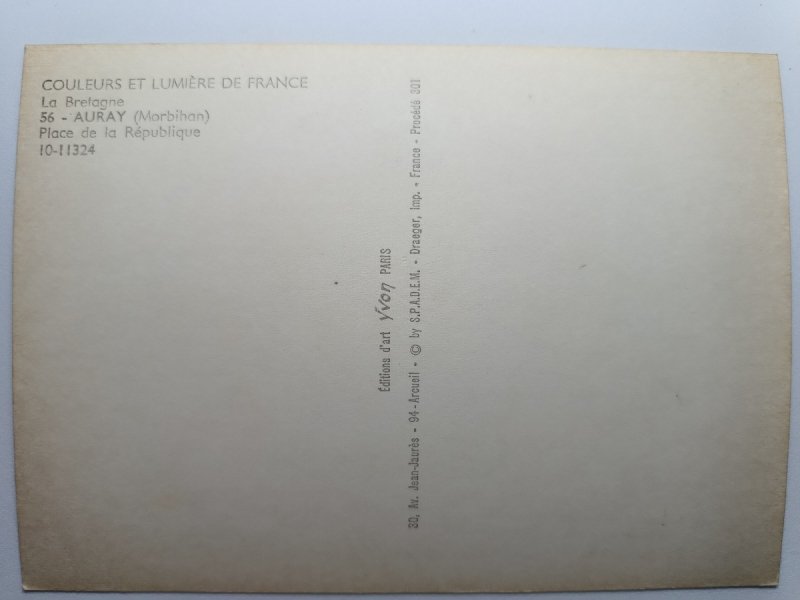 COULEURS ET LUMIÈRE DE FRANCE
La Bretagne
56 - AURAY (Morbihan)
Place de la République
10-11324
Éditions d'art Yvon PARIS
30, Av. Jean-Jaurès - 94-Arcueil - © by S.P.A.D.E.M. - Draeger, Imp. - France - Procédé 301